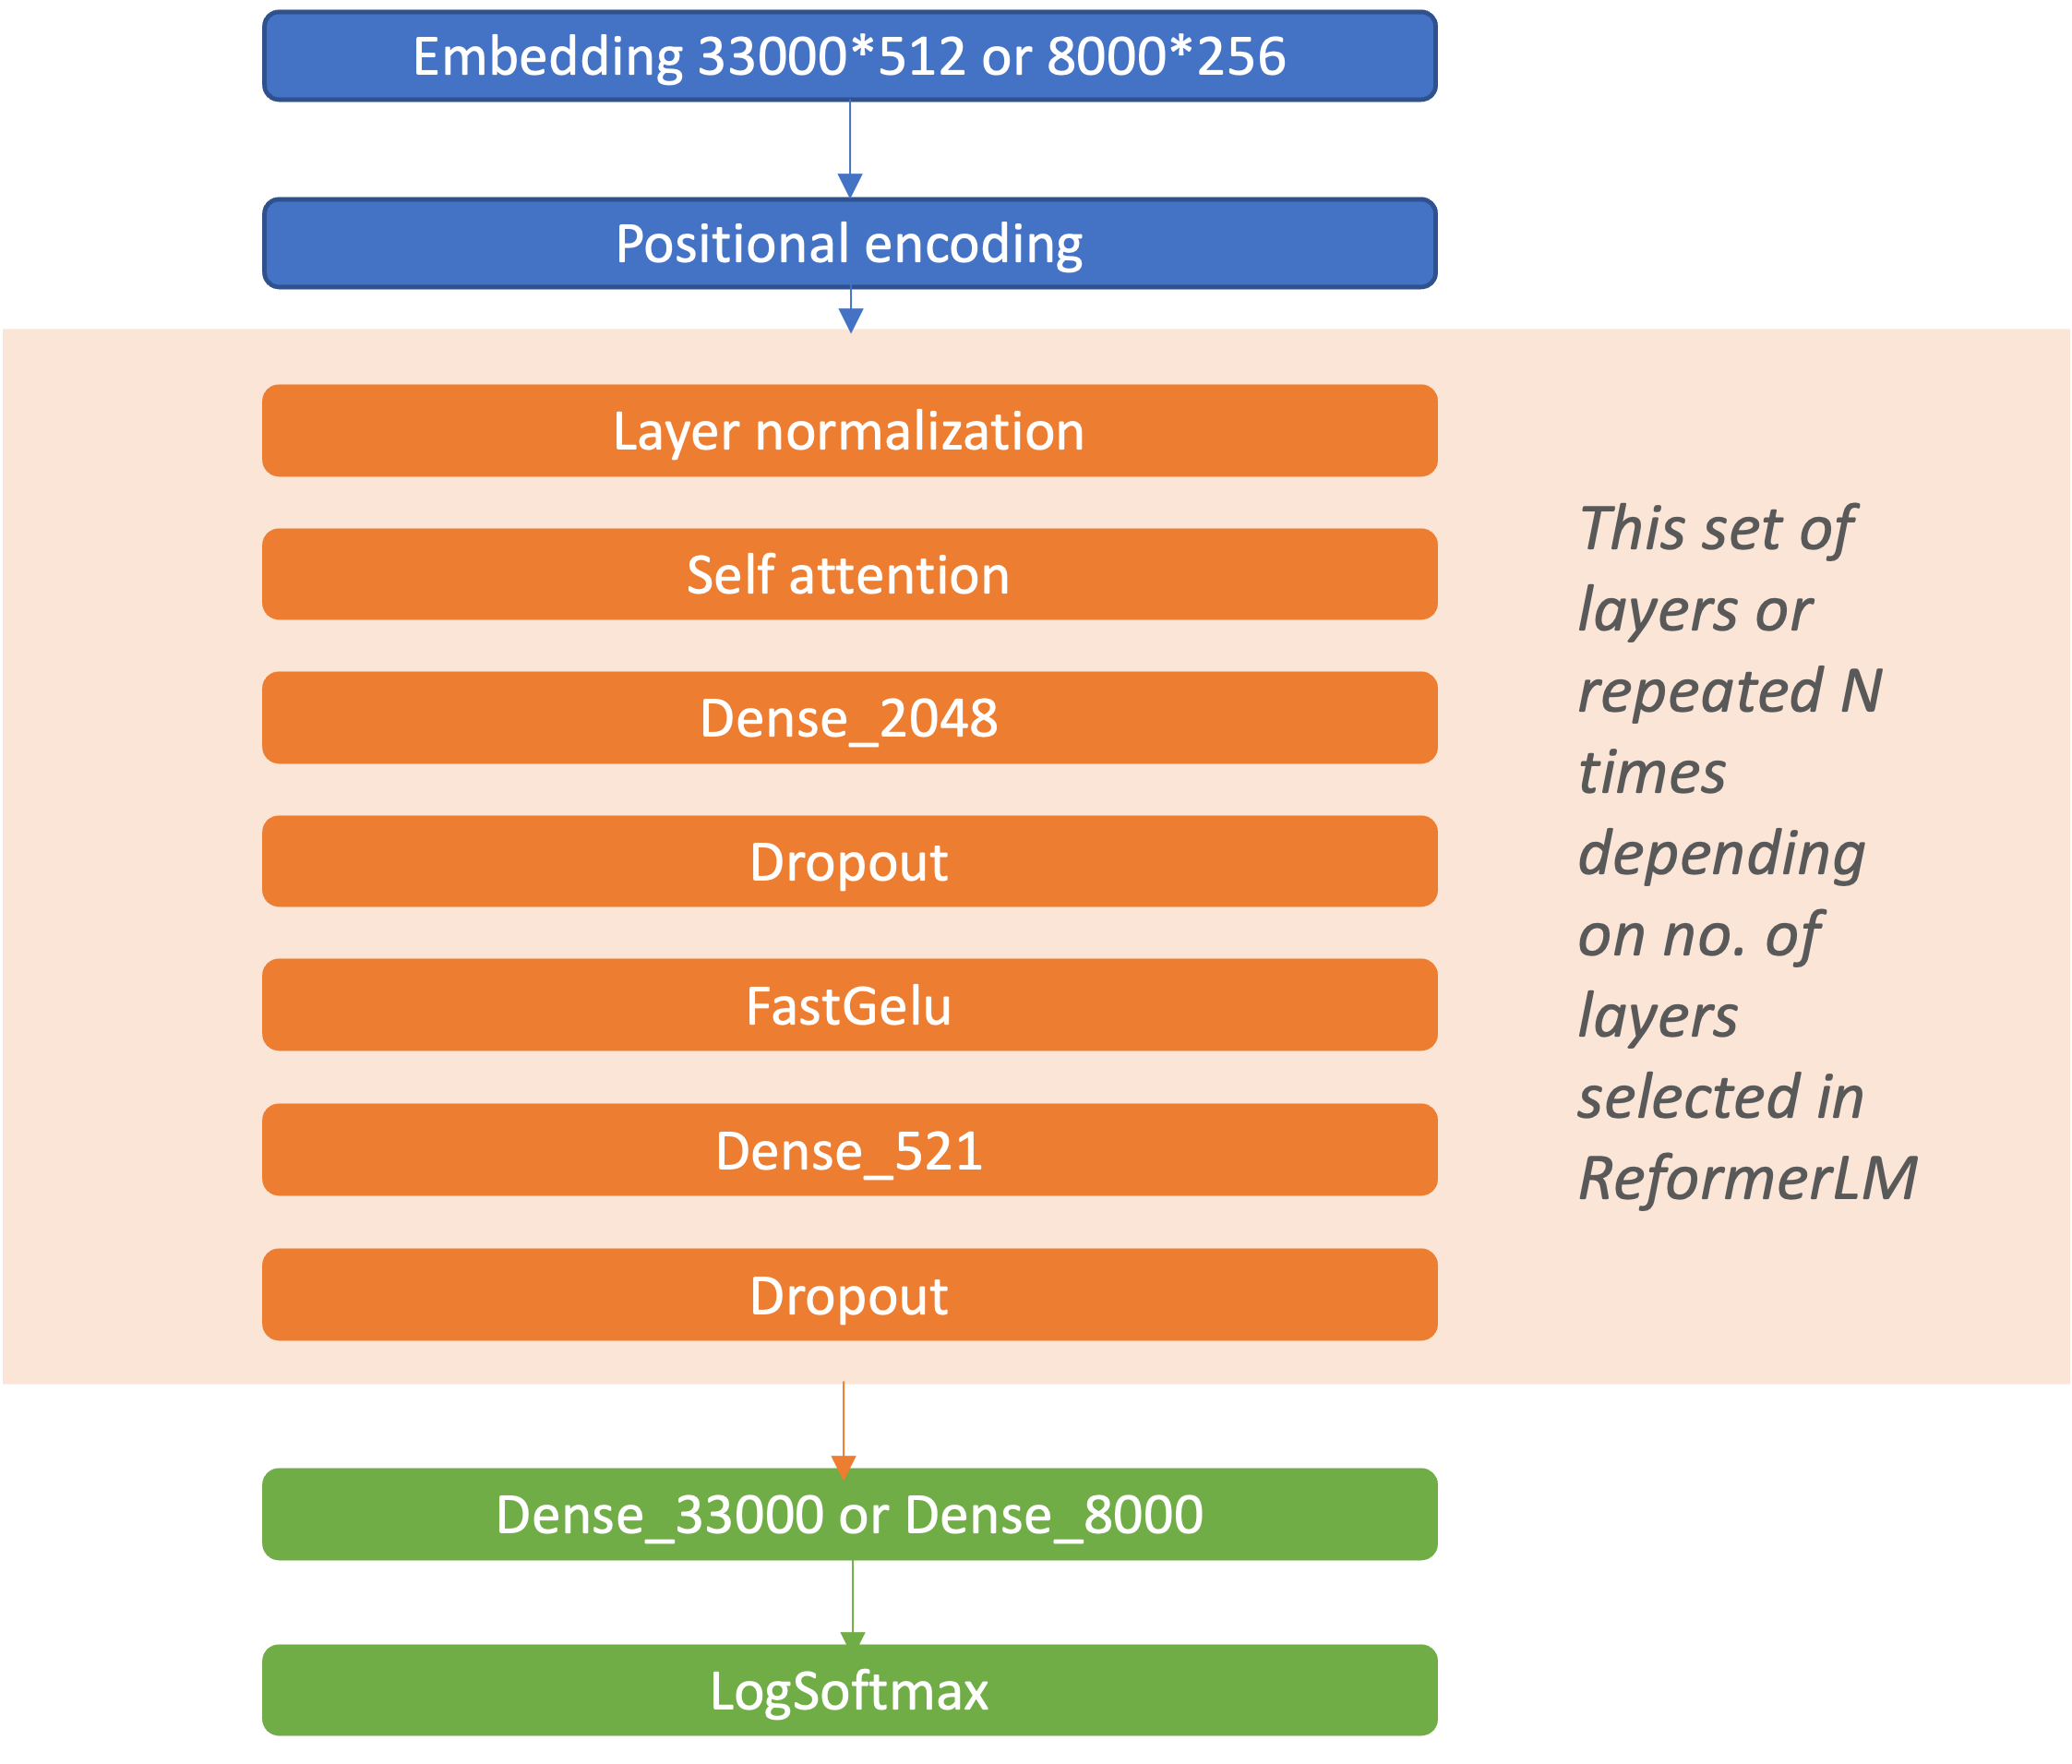 Embedding 33000*512 or 8000*256
Positional encoding
Layer normalization
Self attention
Dense_2048
Dropout
FastGelu
Dense_521
Dropout
This set of
layers or
repeated N
times
depending
on no. of
layers
selected in
ReformerLM
Dense_33000 or Dense_8000
LogSoftmax